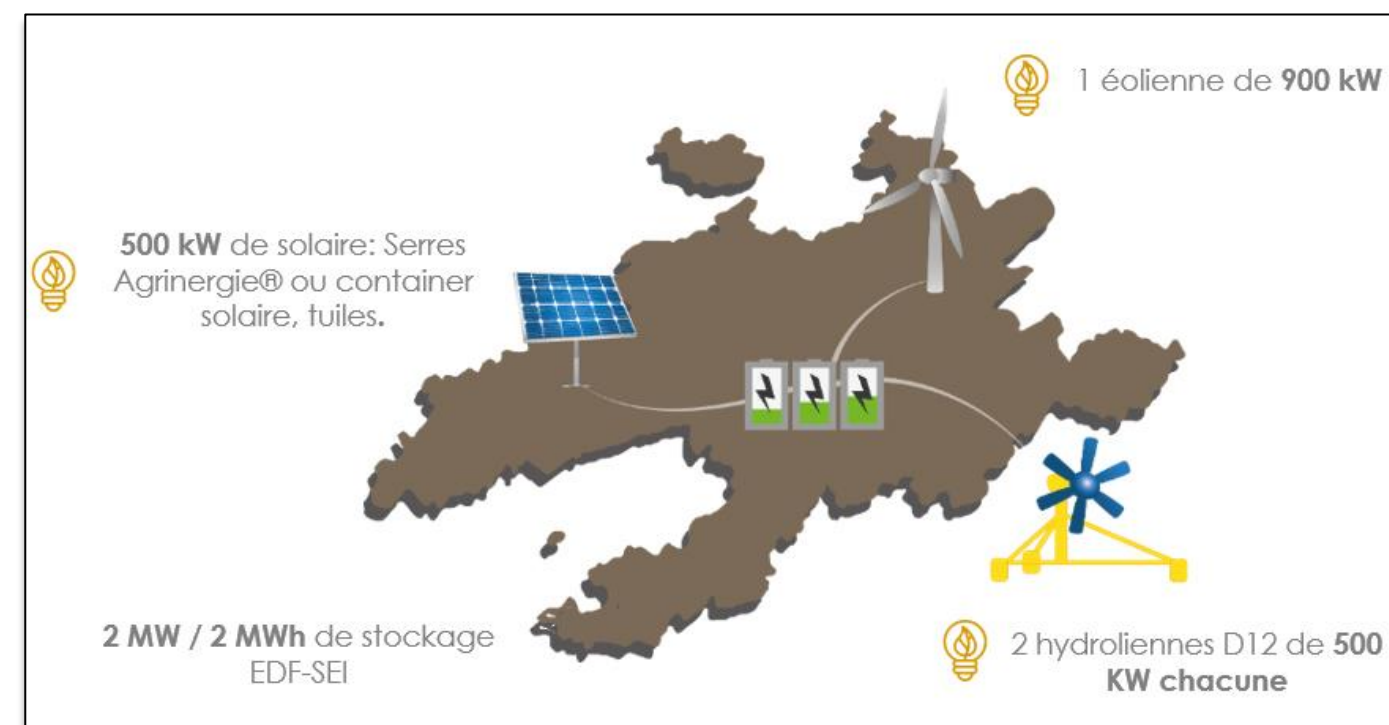 1 éolienne de 900 kW
500 kW de solaire: Serres
Agrinergie® ou container
solaire, tuiles.
2 MW / 2 MWh de stockage
EDF-SEI
2 hydroliennes D12 de 500
KW chacune